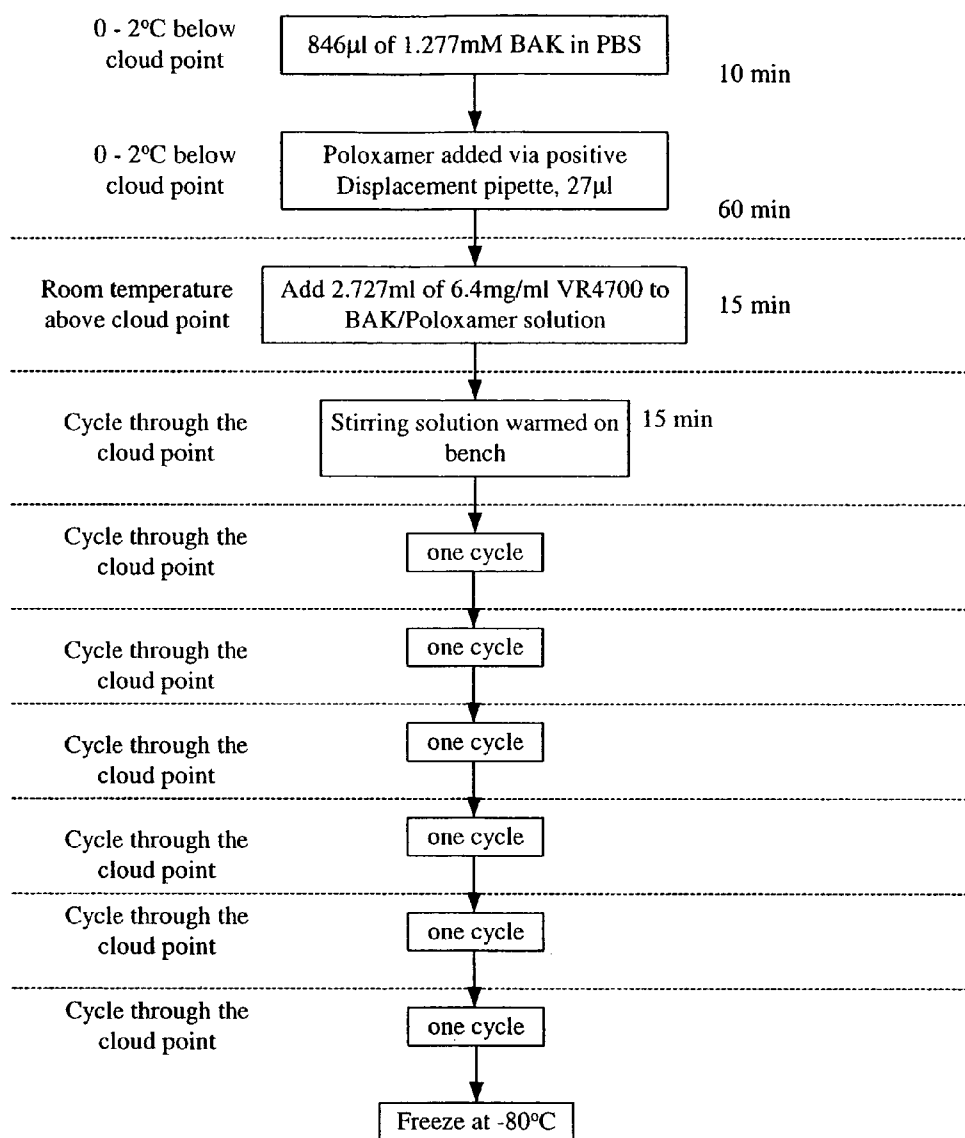 0 - 2°C below
cloud point
846µl of 1.277mM BAK in PBS
10 min
0 - 2°C below
cloud point
Poloxamer added via positive
Displacement pipette, 27µl
60 min
Room temperature
above cloud point
Add 2.727ml of 6.4mg/ml VR4700 to
BAK/Poloxamer solution
15 min
Cycle through the
cloud point
Stirring solution warmed on
bench
15 min
Cycle through the
cloud point
one cycle
Cycle through the
cloud point
one cycle
Cycle through the
cloud point
one cycle
Cycle through the
cloud point
one cycle
Cycle through the
cloud point
one cycle
Cycle through the
cloud point
one cycle
Freeze at -80°C